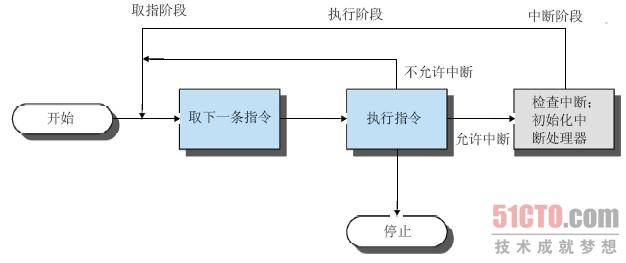 取指阶段
执行阶段
中断阶段
不允许中断
开始
取下一条指令
执行指令
允许中断
检查中断；
初始化中
断处理器
停止
51CTO.com
技术成就梦想